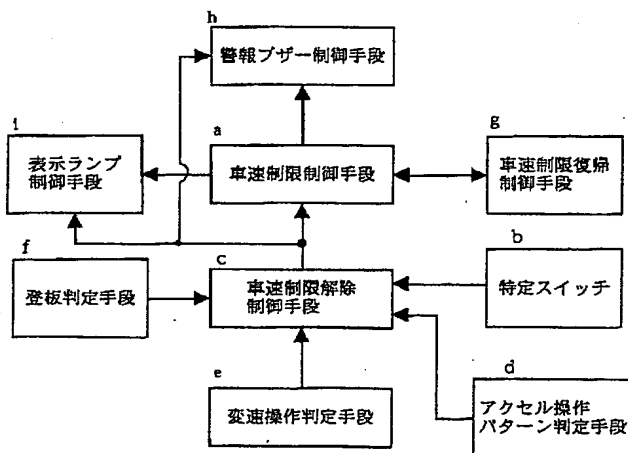 h
警報ブザー制御手段
i
表示ランプ
制御手段
a
車速制限制御手段
g
車速制限復帰
制御手段
f
登板判定手段
c
車速制限解除
制御手段
b
特定スイッチ
e
変速操作判定手段
d
アクセル操作
パターン判定手段